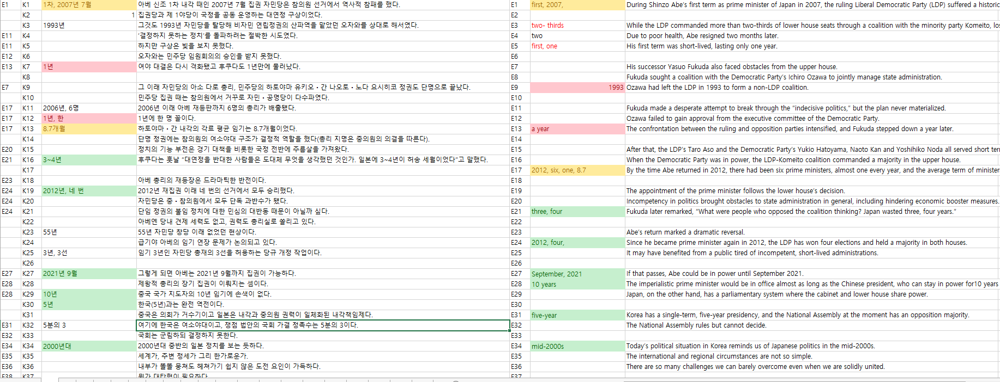 E1 K1 1차, 2007년 7월 아베 신조 1차 내각 때인 2007년 7월 집권 자민당은 참의원 선거에서 역사적 참패를 했다. E1 first, 2007, During Shinzo Abe's first term as prime minister of Japan in 2007, the ruling Liberal Democratic Party (LDP) suffered a historic
K2 1 집권당과 제 1야당이 국정을 공동 운영하는 대연정 구상이었다. E2
K3 1993년 그것도 1993년 자민당을 탈당해 비자민 연립정권의 산파역을 맡았던 오자와를 상대로 해서였다. E3 two- thirds While the LDP commanded more than two-thirds of lower house seats through a coalition with the minority party Komeito, los
E11 K4 '결정하지 못하는 정치'를 돌파하려는 절박한 시도였다. E4 two Due to poor health, Abe resigned two months later.
E11 K5 하지만 구상은 빛을 보지 못했다. E5 first, one His first term was short-lived, lasting only one year.
E12 K6 오자와는 민주당 임원회의의 승인을 받지 못했다. E6
E13 K7 1년 여야 대결은 다시 격화됐고 후쿠다도 1년만에 물러났다. E7 His successor Yasuo Fukuda also faced obstacles from the upper house.
K8 E8 Fukuda sought a coalition with the Democratic Party's Ichiro Ozawa to jointly manage state administration.
E7 K9 그 이래 자민당의 아소 다로 총리, 민주당의 하토야마 유키오・간 나오토・노다 요시히코 정권도 단명으로 끝났다. E9 1993 Ozawa had left the LDP in 1993 to form a non-LDP coalition.
K10 민주당 집권 때는 참의원에서 거꾸로 자민・공명당이 다수파였다. E10
E17 K11 2006년, 6명 2006년 이래 아베 재등판까지 6명의 총리가 배출됐다. E11 Fukuda made a desperate attempt to break through the "indecisive politics," but the plan never materialized.
E17 K12 1년, 한 1년에 한 명 꼴이다. E12 Ozawa failed to gain approval from the executive committee of the Democratic Party.
E17 K13 8.7개월 하토야마・간 내각의 각료 평균 임기는 8.7개월이었다. E13 a year The confrontation between the ruling and opposition parties intensified, and Fukuda stepped down a year later.
K14 단명 정권에는 참의원의 여소야대 구조가 결정적 역할을 했다(총리 지명은 중의원의 의결을 따른다). E14
E20 K15 정치의 기능 부전은 경기 대책을 비롯한 국정 전반에 주름살을 가져왔다. E15 After that, the LDP's Taro Aso and the Democratic Party's Yukio Hatoyama, Naoto Kan and Yoshihiko Noda all served short ter
E21 K16 3~4년 후쿠다는 훗날 "대연정을 반대한 사람들은 도대체 무엇을 생각했던 것인가. 일본에 3~4년이 허송 세월이었다"고 말했다. E16 When the Democratic Party was in power, the LDP-Komeito coalition commanded a majority in the upper house.
K17 E17 2012, six, one, 8.7 By the time Abe returned in 2012, there had been six prime ministers, almost one every year, and the average term of minister
E23 K18 아베 총리의 재등장은 드라마틱한 반전이다. E18
E24 K19 2012년, 네 번 2012년 재집권 이래 네 번의 선거에서 모두 승리했다. E19 The appointment of the prime minister follows the lower house's decision.
E24 K20 자민당은 중・참의원에서 모두 단독 과반수가 됐다. E20 Incompetency in politics brought obstacles to state administration in general, including hindering economic booster measures.
E24 K21 단임 정권의 불임 정치에 대한 민심의 대반동 때문이 아닐까 싶다. E21 three, four Fukuda later remarked, "What were people who opposed the coalition thinking? Japan wasted three, four years."
K22 아베엔 당내 견제 세력도 없고, 권력도 총리실로 쏠리고 있다. E22
K23 55년 55년 자민당 창당 이래 없었던 현상이다. E23 Abe's return marked a dramatic reversal.
K24 급기야 아베의 임기 연장 문제가 논의되고 있다. E24 2012, four, Since he became prime minister again in 2012, the LDP has won four elections and held a majority in both houses.
K25 3년, 3선 임기 3년인 자민당 총재의 3선을 허용하는 당규 개정 작업이다. E25 It may have benefited from a public tired of incompetent, short-lived administrations.
K26 E26
E27 K27 2021년 9월 그렇게 되면 아베는 2021년 9월까지 집권이 가능하다. E27 September, 2021 If that passes, Abe could be in power until September 2021.
E28 K28 제왕적 총리의 장기 집권이 이뤄지는 셈이다. E28 10 years The imperialistic prime minister would be in office almost as long as the Chinese president, who can stay in power for10 years
E28 K29 10년 중국 국가 지도자의 10년 임기에 손색이 없다. E29 Japan, on the other hand, has a parliamentary system where the cabinet and lower house share power.
K30 5년 한국(5년)과는 완전 역전이다. E30
K31 중국은 의회가 거수기이고 일본은 내각과 중의원 권력이 일체화된 내각책임제다. E31 five-year Korea has a single-term, five-year presidency, and the National Assembly at the moment has an opposition majority.
E31 K32 5분의 3 여기에 한국은 여소야대이고, 쟁점 법안의 국회 가결 정족수는 5분의 3이다. E32 The National Assembly rules but cannot decide.
E32 K33 국회는 군림하되 결정하지 못한다. E33
E34 K34 2000년대 2000년대 중반의 일본 정치를 보는 듯하다. E34 mid-2000s Today's political situation in Korea reminds us of Japanese politics in the mid-2000s.
E35 K35 세계가, 주변 정세가 그리 한가로운가. E35 The international and regional circumstances are not so simple.
E36 K36 내부가 똘똘 뭉쳐도 헤쳐가기 쉽지 않은 도전 요인이 가득하다. E36 There are so many challenges we can barely overcome even when we are solidly united.
E38 K37 뭔가 대타협이 필요하다. E37